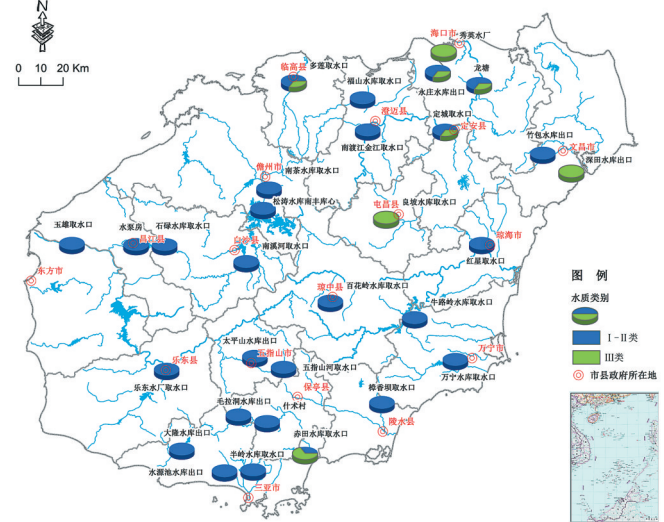 N
0 10 20 Km
海口市
秀英水厂
临高县
多莲取水口
福山水库取水口
龙塘
永庄水库出口
澄迈县
定城取水口
定安县
南渡江金江取水口
竹包水库出口
文昌市
深田水库出口
儋州市
南茶水库取水口
松涛水库南丰库心
屯昌县
良坡水库取水口
玉雄取水口
水泵房
石碌水库取水口
昌江县
白沙县
南溪河取水口
琼海市
红星取水口
东方市
琼中县
百花岭水库取水口
牛路岭水库取水口
太平山水库出口
五指山市
五指山河取水口
万宁市
万宁水库取水口
乐东县
乐东水厂取水口
保亭县
毛拉洞水库出口
什术村
樟香坝取水口
陵水县
大隆水库出口
赤田水库取水口
半岭水库取水口
水源池水库出口
三亚市
图 例
水质类别
I-II类
III类
市县政府所在地